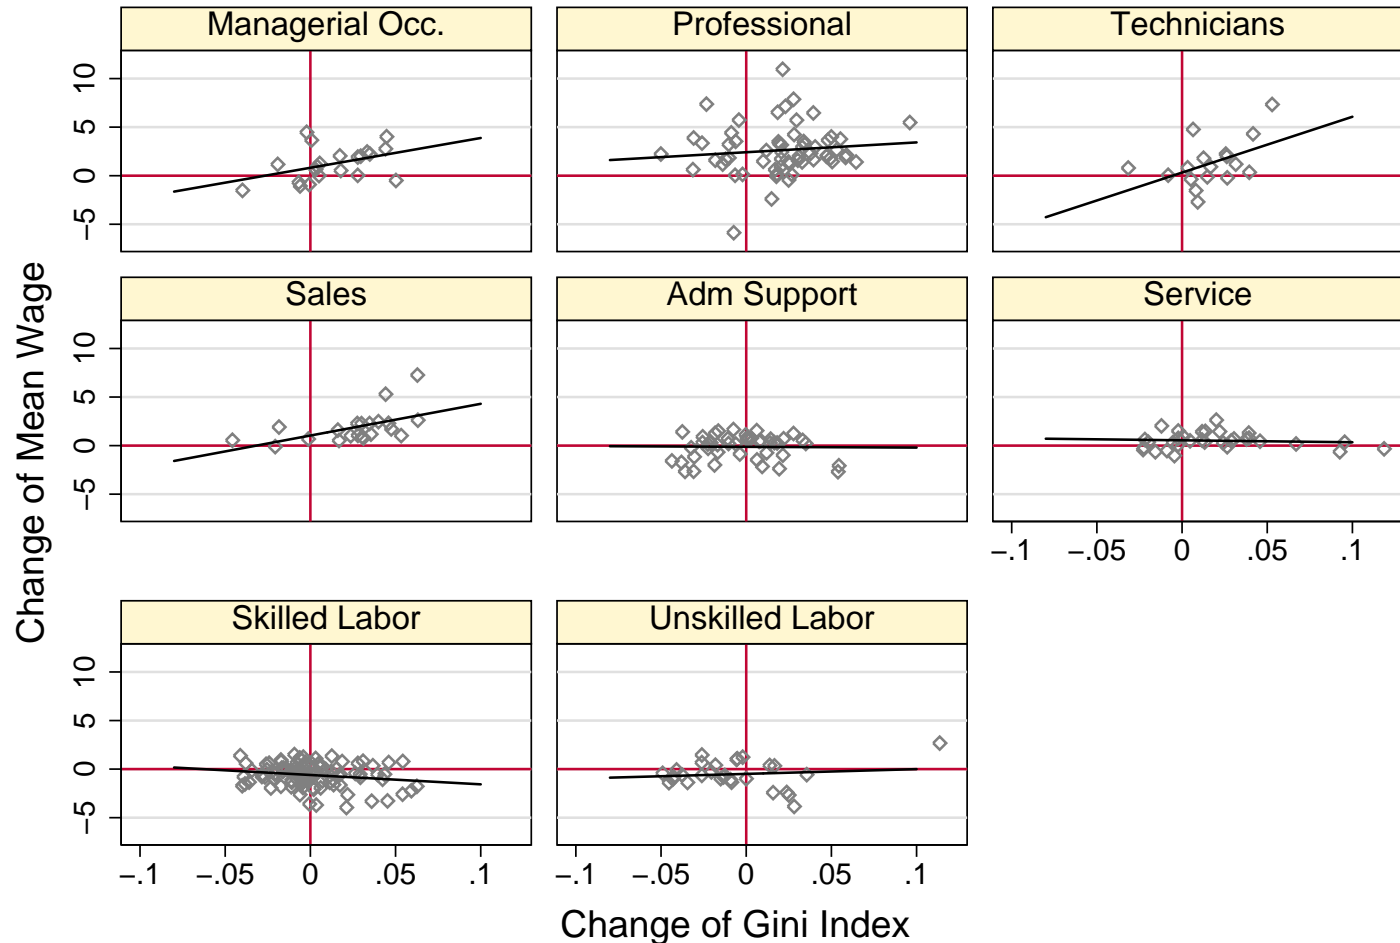 Managerial Occ.
Professional
Technicians
10
5
0
−5
Sales
Adm Support
Service
10
5
0
−5
−.1 −.05 0 .05 .1
Skilled Labor
Unskilled Labor
10
5
0
−5
−.1 −.05 0 .05 .1
−.1 −.05 0 .05 .1
Change of Mean Wage
Change of Gini Index